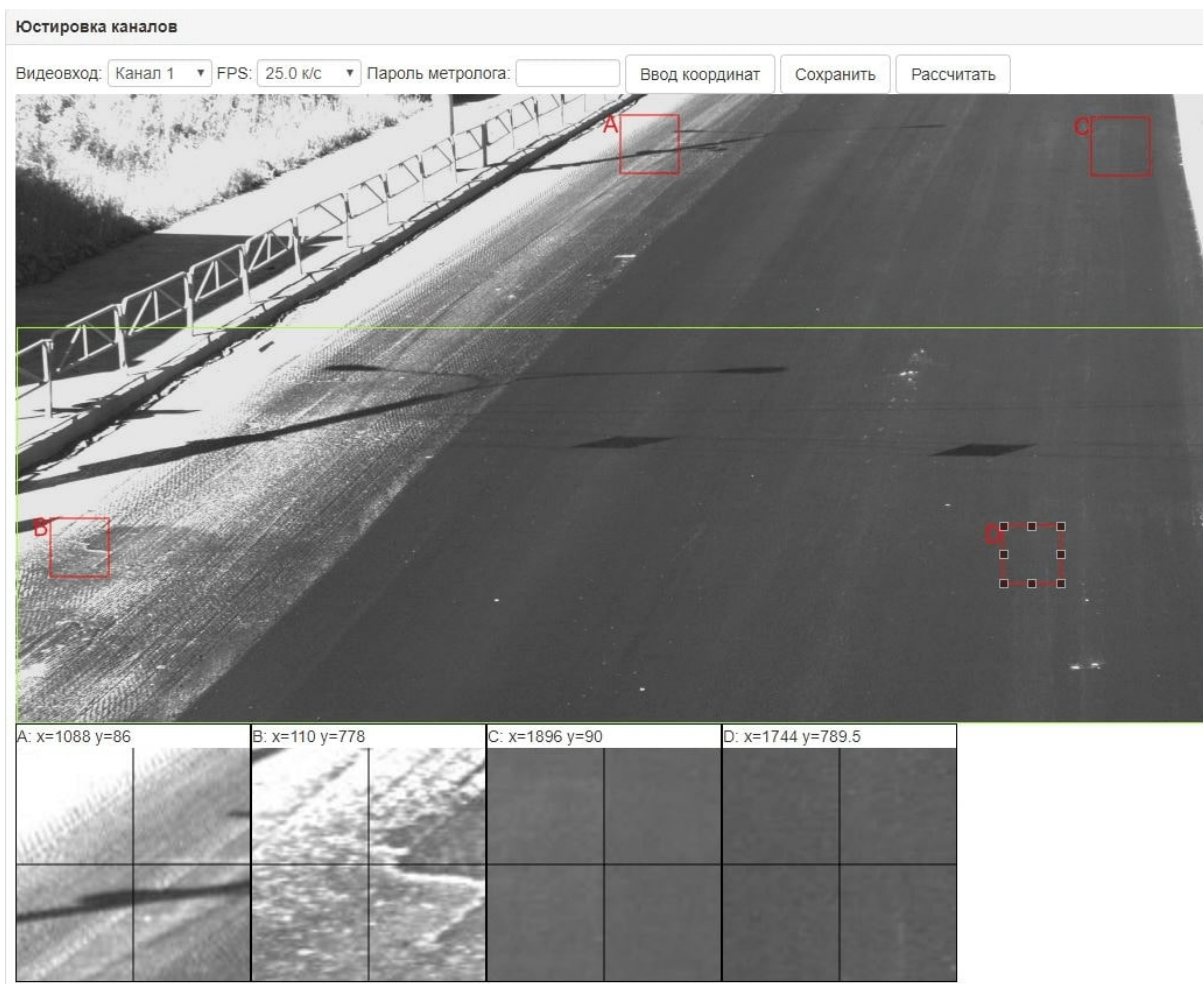 Юстировка каналов
Видеовход: Канал 1 FPS: 25.0 к/с Пароль метролога: Ввод координат Сохранить Рассчитать
A C
B D
A: x=1088 y=86 B: x=110 y=778 C: x=1896 y=90 D: x=1744 y=789.5